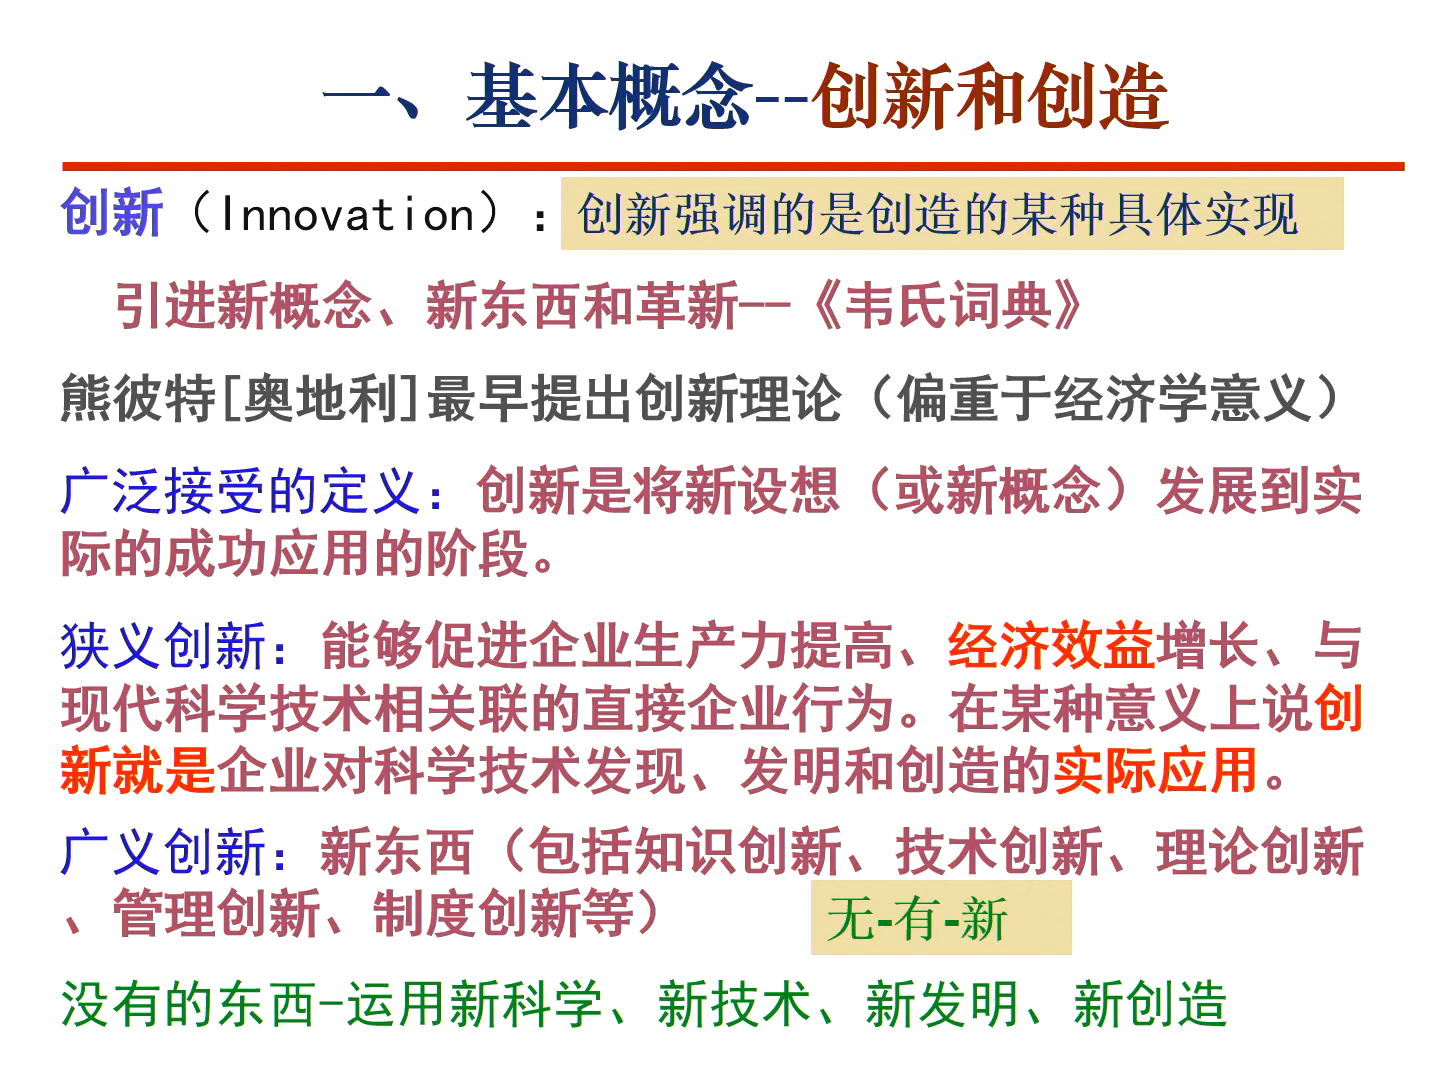 一、基本概念--创新和创造
创新（Innovation）：创新强调的是创造的某种具体实现
引进新概念、新东西和革新--《韦氏词典》
熊彼特[奥地利]最早提出创新理论（偏重于经济学意义）
广泛接受的定义：创新是将新设想（或新概念）发展到实
际的成功应用的阶段。
狭义创新：能够促进企业生产力提高、经济效益增长、与
现代科学技术相关联的直接企业行为。在某种意义上说创
新就是企业对科学技术发现、发明和创造的实际应用。
广义创新：新东西（包括知识创新、技术创新、理论创新
、管理创新、制度创新等）
无-有-新
没有的东西-运用新科学、新技术、新发明、新创造